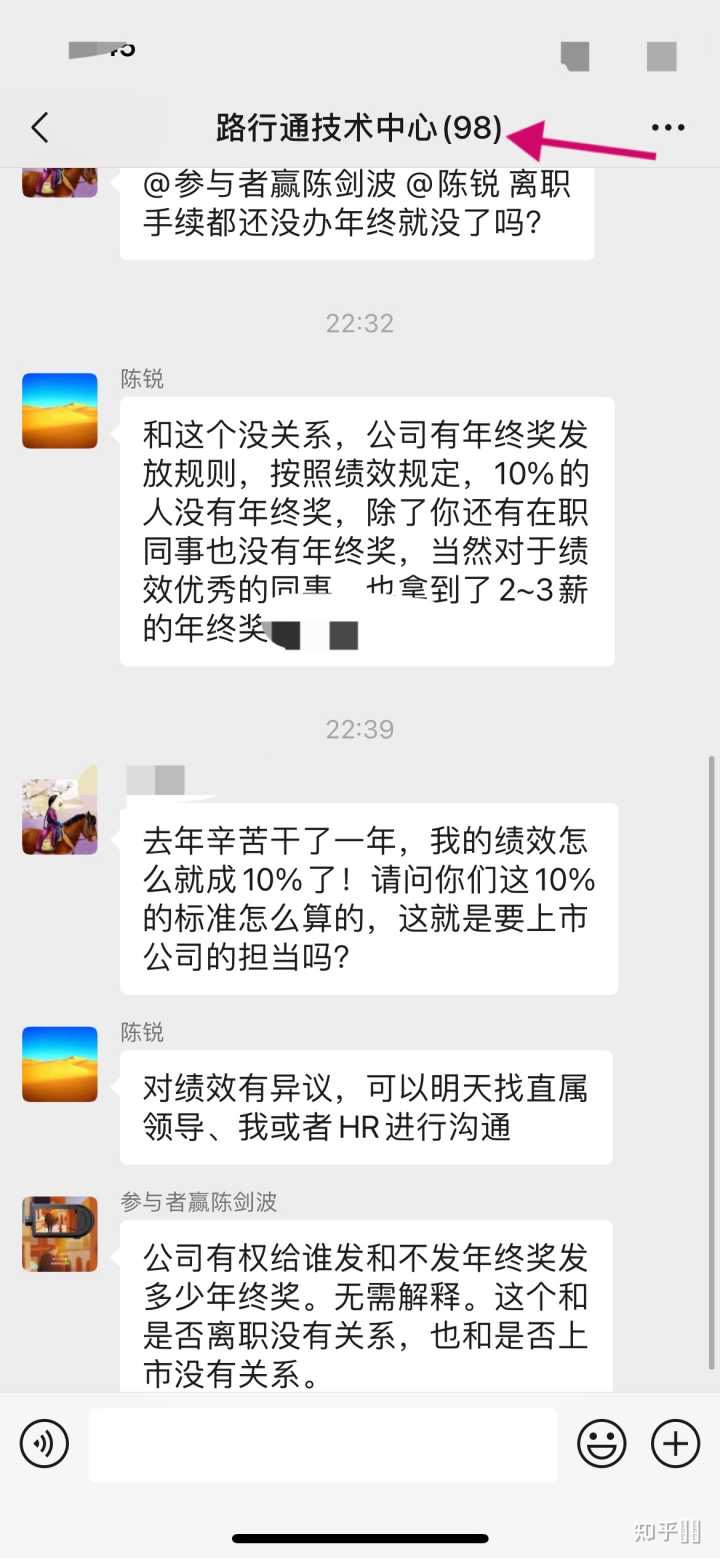 路行通技术中心(98)
@参与者赢陈剑波 @陈锐 离职
手续都还没办年终就没了吗?
22:32
陈锐
和这个没关系，公司有年终奖发
放规则，按照绩效规定，10%的
人没有年终奖，除了你还有在职
同事也没有年终奖，当然对于绩
效优秀的同事 也拿到了2~3薪
的年终奖
22:39
去年辛苦干了一年，我的绩效怎
么就成10%了！请问你们这10%
的标准怎么算的，这就是要上市
公司的担当吗?
陈锐
对绩效有异议，可以明天找直属
领导、我或者HR进行沟通
参与者赢陈剑波
公司有权给谁发和不发年终奖发
多少年终奖。无需解释。这个和
是否离职没有关系，也和是否上
市没有关系。
知乎